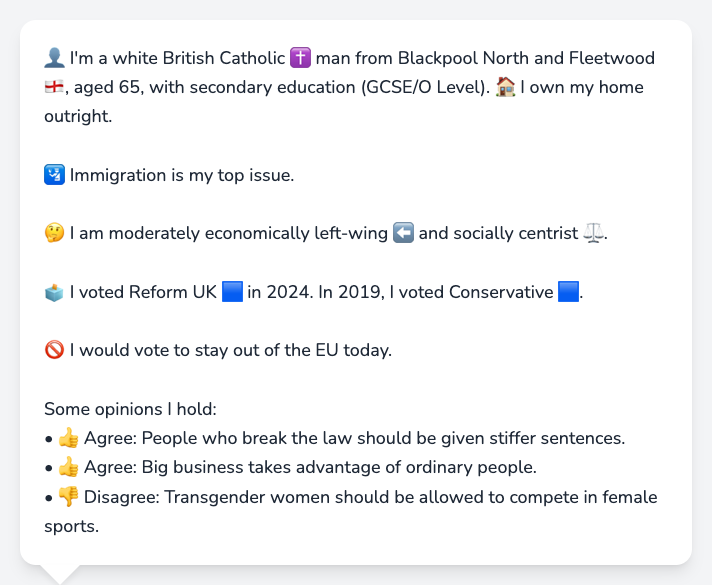 👤 I'm a white British Catholic ✝️ man from Blackpool North and Fleetwood
🏴󠁧󠁢󠁥󠁮󠁧󠁿, aged 65, with secondary education (GCSE/O Level). 🏠 I own my home
outright.
🛂 Immigration is my top issue.
🤔 I am moderately economically left-wing ⬅️ and socially centrist ⚖️.
🗳️ I voted Reform UK 🟦 in 2024. In 2019, I voted Conservative 🟦.
🚫 I would vote to stay out of the EU today.
Some opinions I hold:
• 👍 Agree: People who break the law should be given stiffer sentences.
• 👍 Agree: Big business takes advantage of ordinary people.
• 👎 Disagree: Transgender women should be allowed to compete in female
sports.